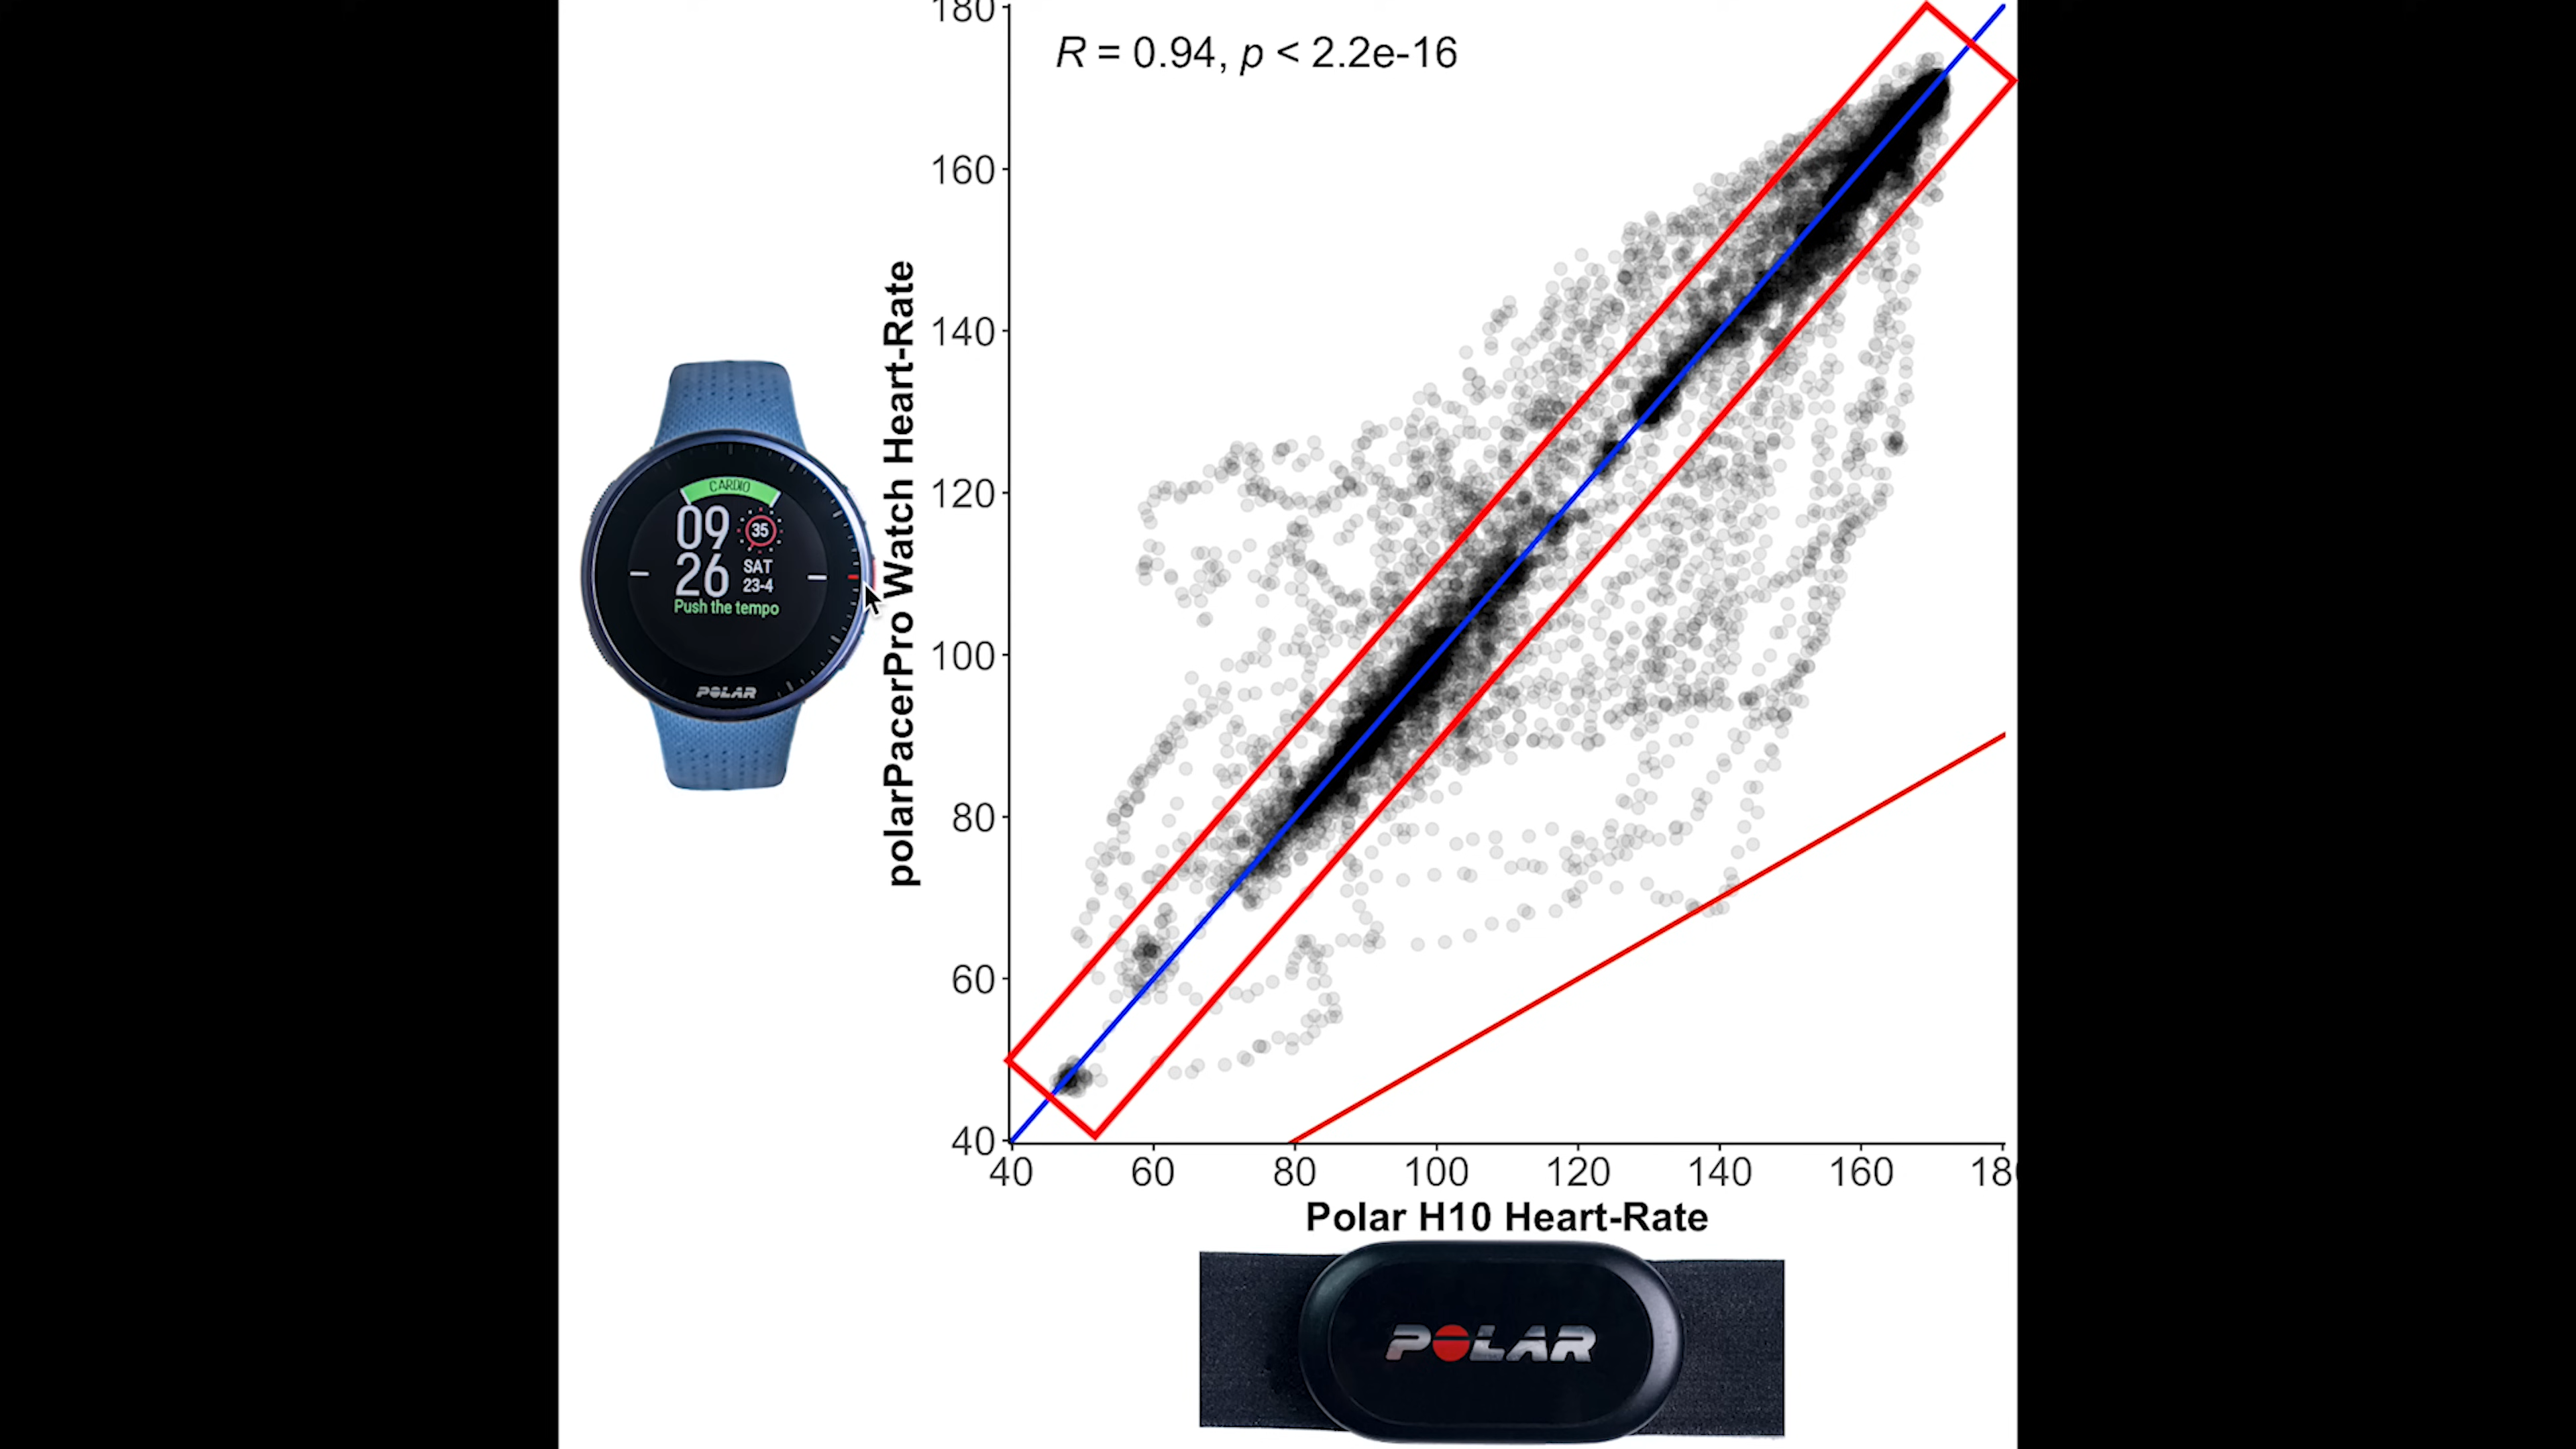 R = 0.94, p < 2.2e-16
180
160
140
120
100
80
60
40
polarPacerPro Watch Heart-Rate
CARDIO
09
35
26
SAT
23-4
Push the tempo
POLAR
40 60 80 100 120 140 160 180
Polar H10 Heart-Rate
POLAR